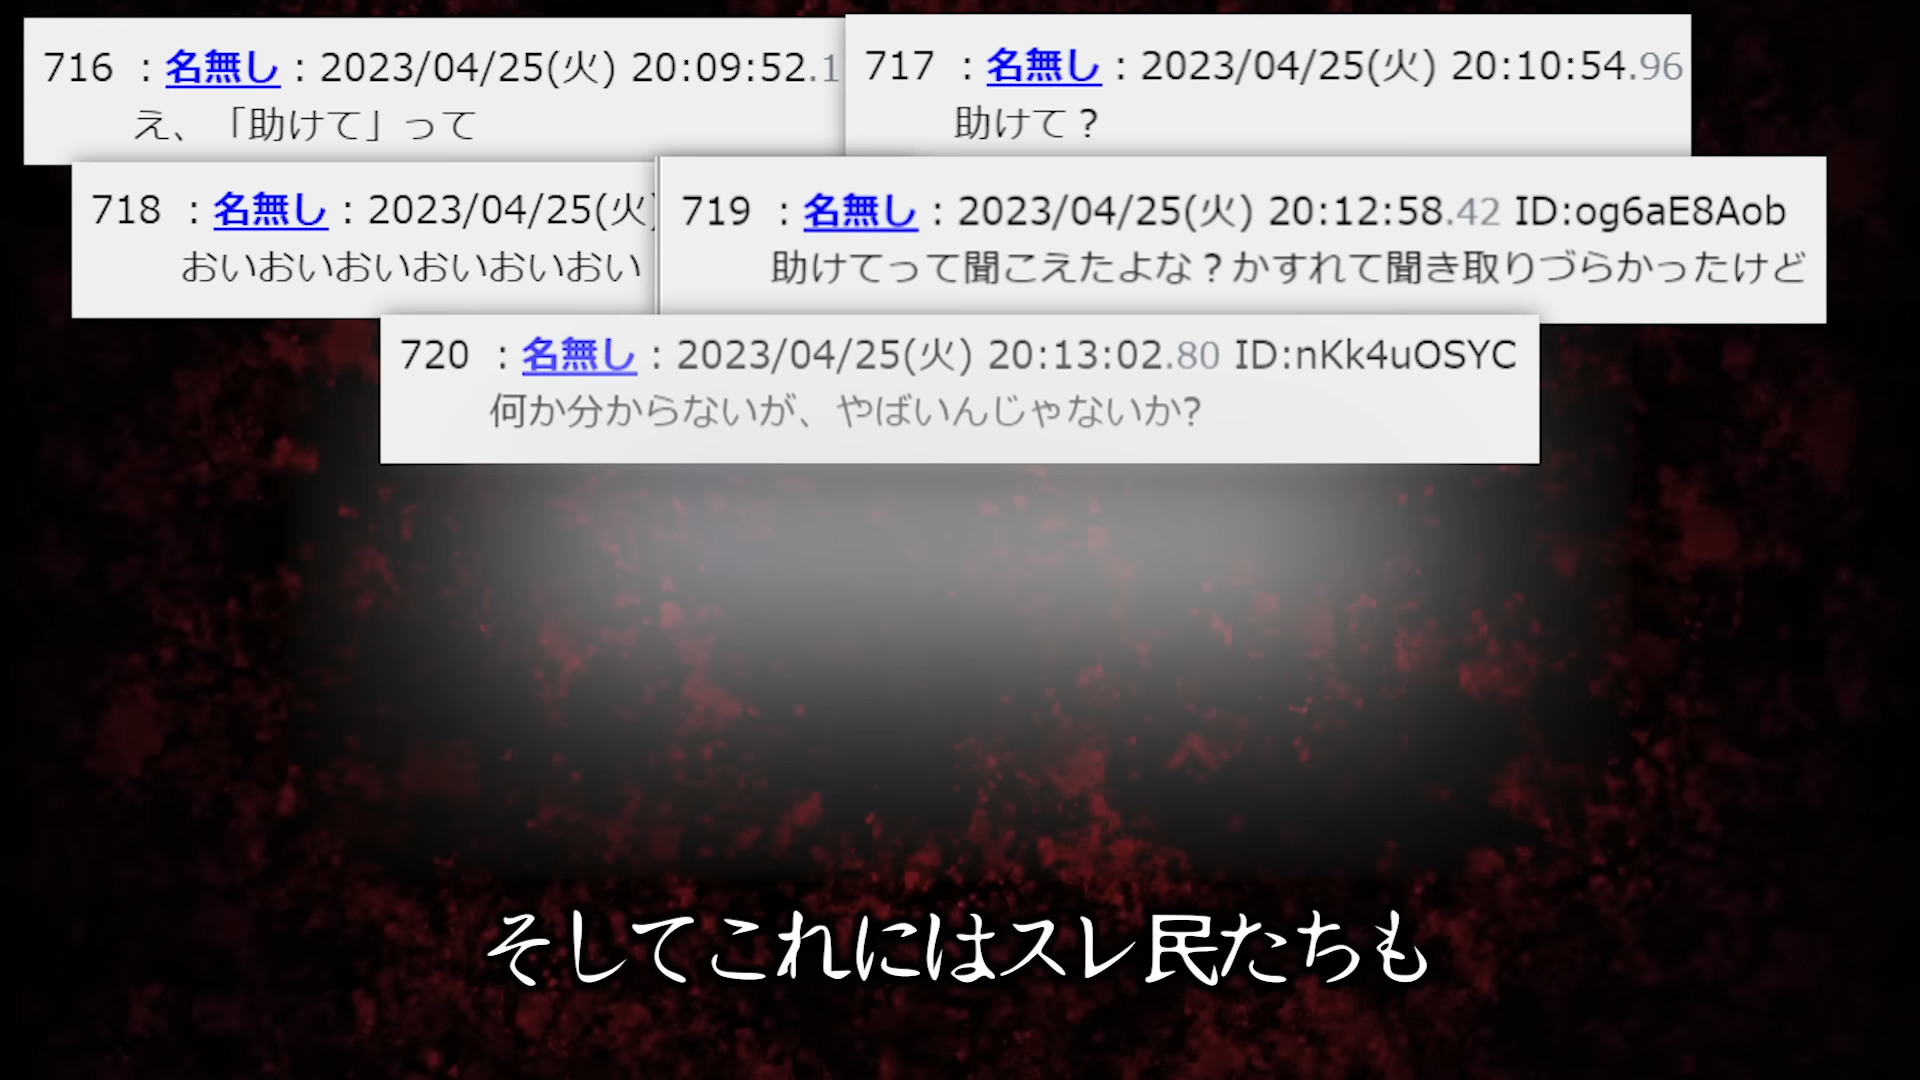 716 : 名無し : 2023/04/25(火) 20:09:52.1
え、「助けて」って
717 : 名無し : 2023/04/25(火) 20:10:54.96
助けて？
718 : 名無し : 2023/04/25(火)
おいおいおいおいおいおい
719 : 名無し : 2023/04/25(火) 20:12:58.42 ID:og6aE8Aob
助けてって聞こえたよな？かすれて聞き取りづらかったけど
720 : 名無し : 2023/04/25(火) 20:13:02.80 ID:nKk4uOSYC
何か分からないが、やばいんじゃないか?
そしてこれにはスレ民たちも